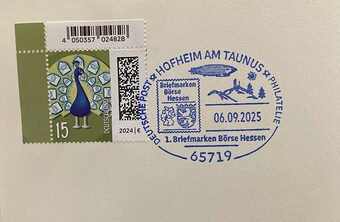 4 050357 024828
15
DEUTSCHLAND
2024 | €
DEUTSCHE POST ✲ HOFHEIM AM TAUNUS ✲ PHILATELIE
Briefmarken
Börse
Hessen
06.09.2025
1. Briefmarken Börse Hessen
65719